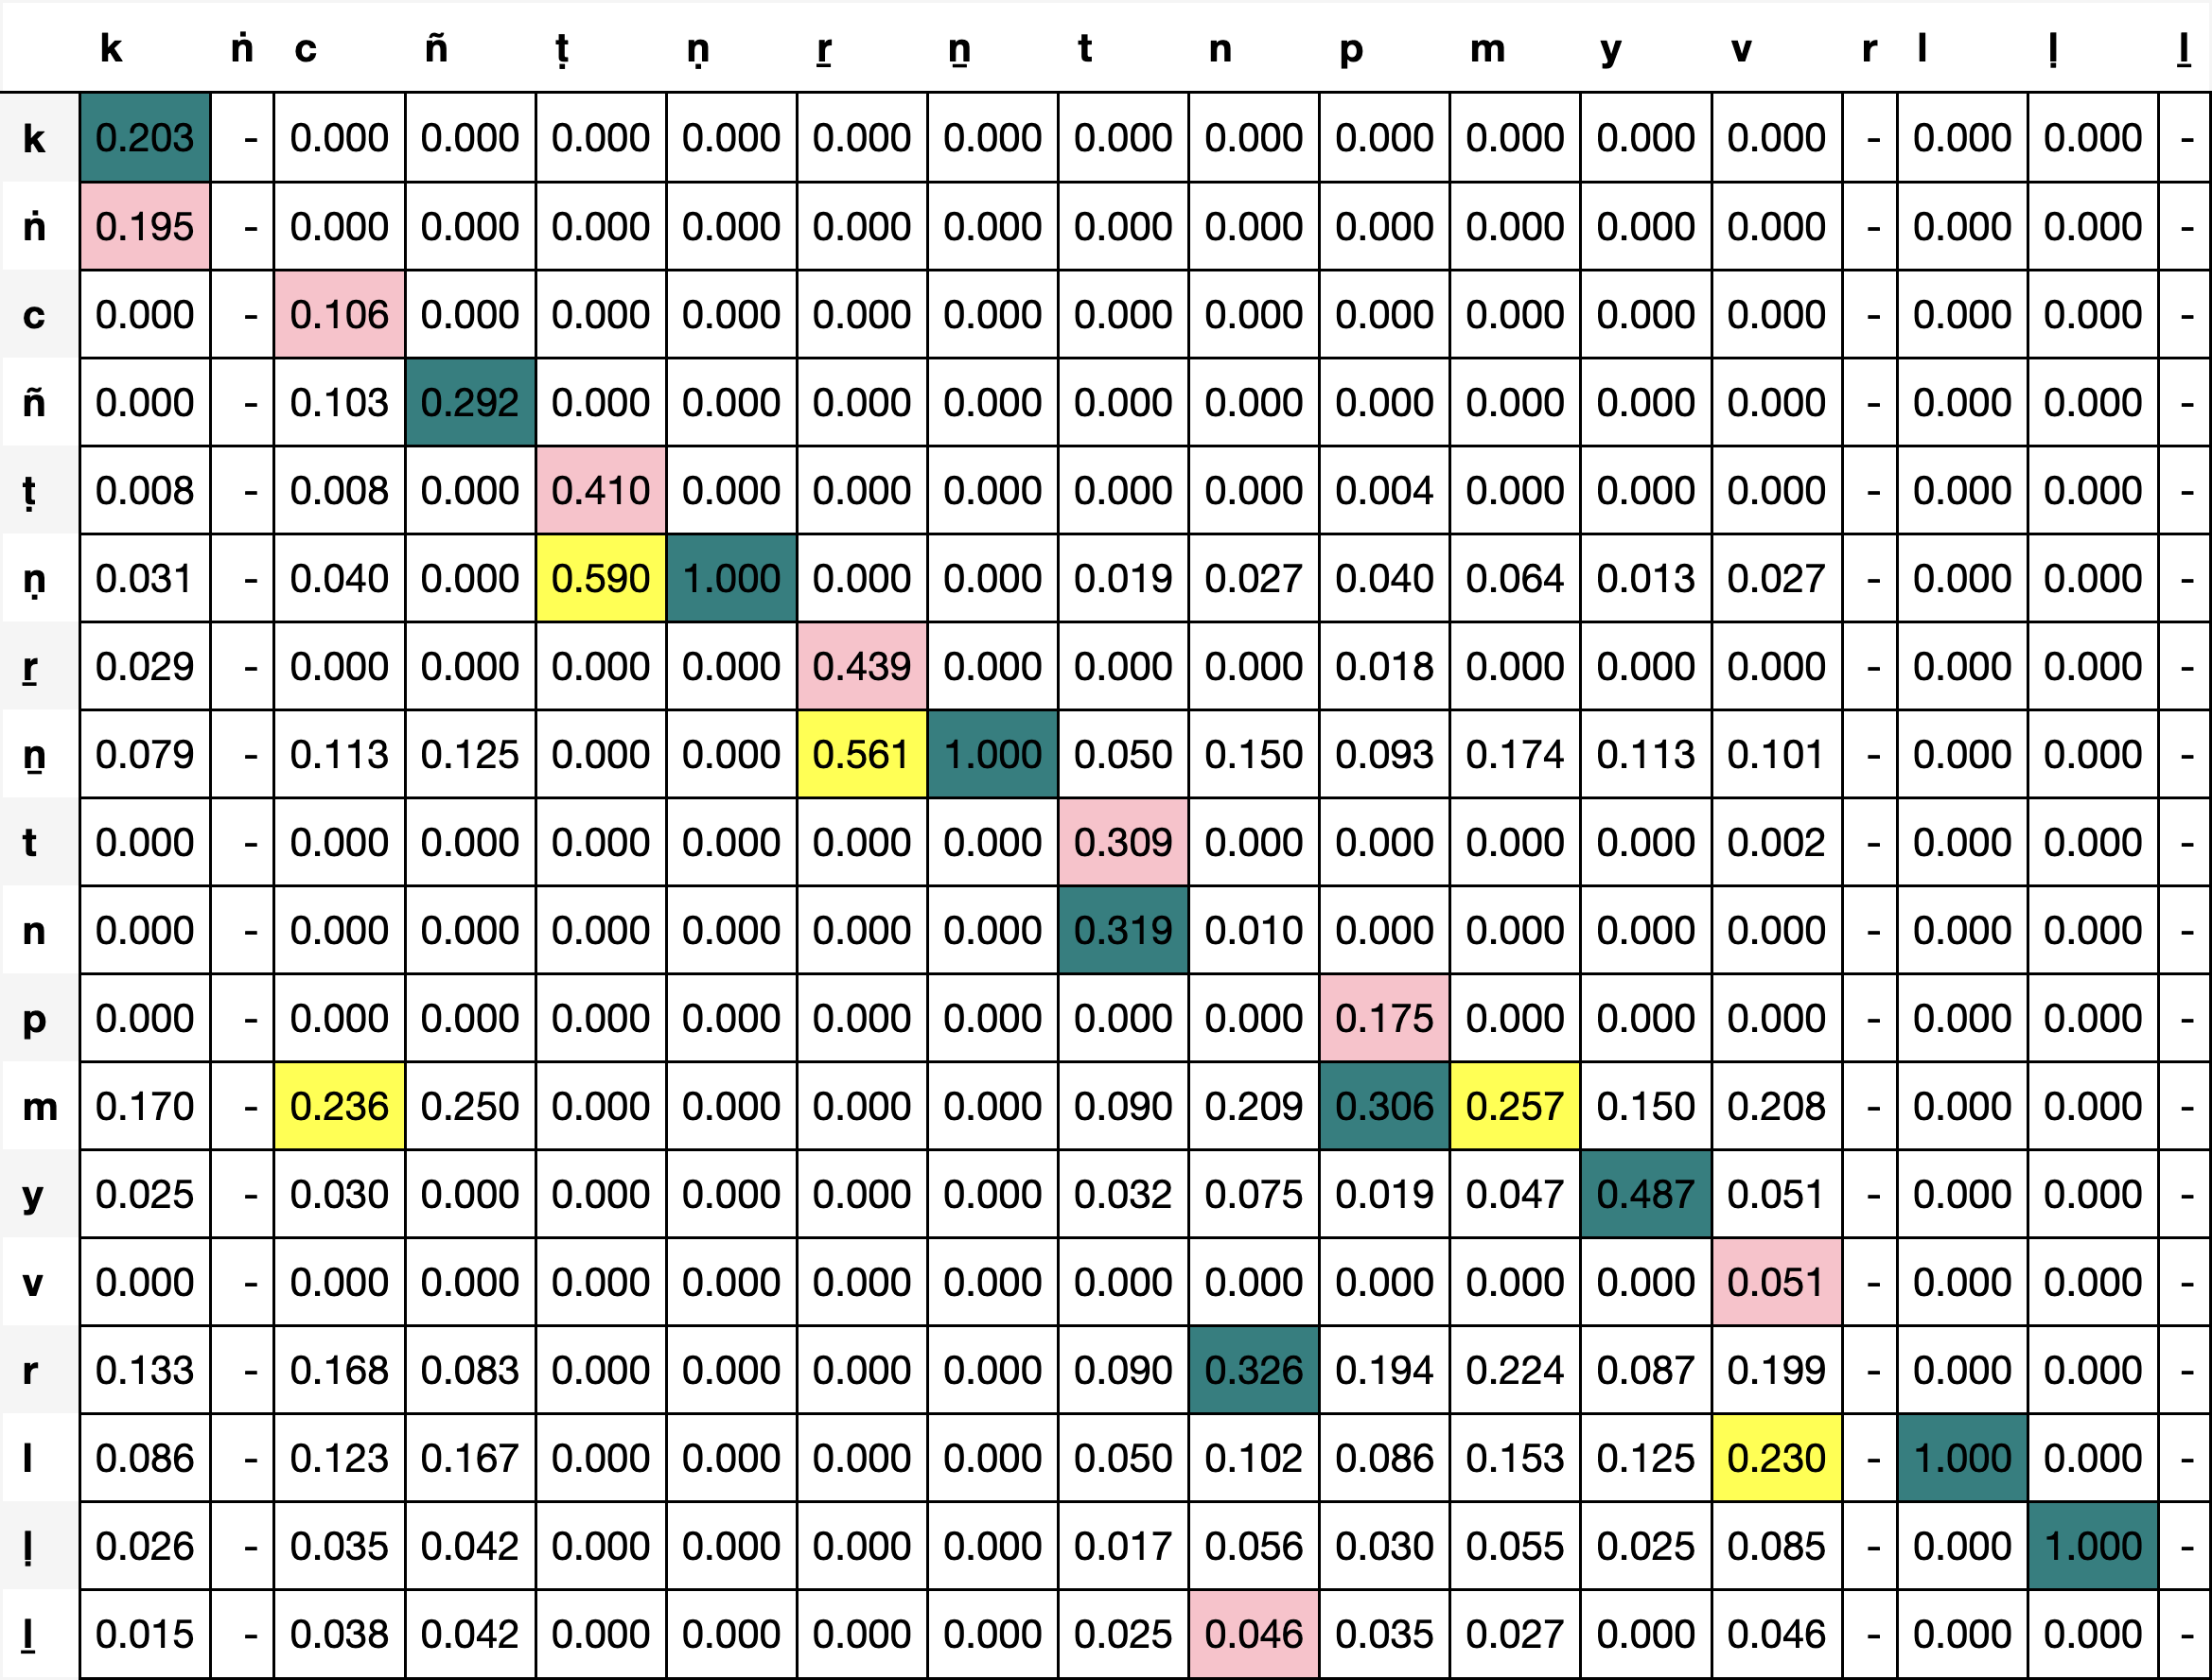 k ṅ c ñ ṭ ṇ ṟ ṉ t n p m y v r l ḷ ḻ
k 0.203 - 0.000 0.000 0.000 0.000 0.000 0.000 0.000 0.000 0.000 0.000 0.000 0.000 - 0.000 0.000 -
ṅ 0.195 - 0.000 0.000 0.000 0.000 0.000 0.000 0.000 0.000 0.000 0.000 0.000 0.000 - 0.000 0.000 -
c 0.000 - 0.106 0.000 0.000 0.000 0.000 0.000 0.000 0.000 0.000 0.000 0.000 0.000 - 0.000 0.000 -
ñ 0.000 - 0.103 0.292 0.000 0.000 0.000 0.000 0.000 0.000 0.000 0.000 0.000 0.000 - 0.000 0.000 -
ṭ 0.008 - 0.008 0.000 0.410 0.000 0.000 0.000 0.000 0.000 0.004 0.000 0.000 0.000 - 0.000 0.000 -
ṇ 0.031 - 0.040 0.000 0.590 1.000 0.000 0.000 0.019 0.027 0.040 0.064 0.013 0.027 - 0.000 0.000 -
ṟ 0.029 - 0.000 0.000 0.000 0.000 0.439 0.000 0.000 0.000 0.018 0.000 0.000 0.000 - 0.000 0.000 -
ṉ 0.079 - 0.113 0.125 0.000 0.000 0.561 1.000 0.050 0.150 0.093 0.174 0.113 0.101 - 0.000 0.000 -
t 0.000 - 0.000 0.000 0.000 0.000 0.000 0.000 0.309 0.000 0.000 0.000 0.000 0.002 - 0.000 0.000 -
n 0.000 - 0.000 0.000 0.000 0.000 0.000 0.000 0.319 0.010 0.000 0.000 0.000 0.000 - 0.000 0.000 -
p 0.000 - 0.000 0.000 0.000 0.000 0.000 0.000 0.000 0.000 0.175 0.000 0.000 0.000 - 0.000 0.000 -
m 0.170 - 0.236 0.250 0.000 0.000 0.000 0.000 0.090 0.209 0.306 0.257 0.150 0.208 - 0.000 0.000 -
y 0.025 - 0.030 0.000 0.000 0.000 0.000 0.000 0.032 0.075 0.019 0.047 0.487 0.051 - 0.000 0.000 -
v 0.000 - 0.000 0.000 0.000 0.000 0.000 0.000 0.000 0.000 0.000 0.000 0.000 0.051 - 0.000 0.000 -
r 0.133 - 0.168 0.083 0.000 0.000 0.000 0.000 0.090 0.326 0.194 0.224 0.087 0.199 - 0.000 0.000 -
l 0.086 - 0.123 0.167 0.000 0.000 0.000 0.000 0.050 0.102 0.086 0.153 0.125 0.230 - 1.000 0.000 -
ḷ 0.026 - 0.035 0.042 0.000 0.000 0.000 0.000 0.017 0.056 0.030 0.055 0.025 0.085 - 0.000 1.000 -
ḻ 0.015 - 0.038 0.042 0.000 0.000 0.000 0.000 0.025 0.046 0.035 0.027 0.000 0.046 - 0.000 0.000 -